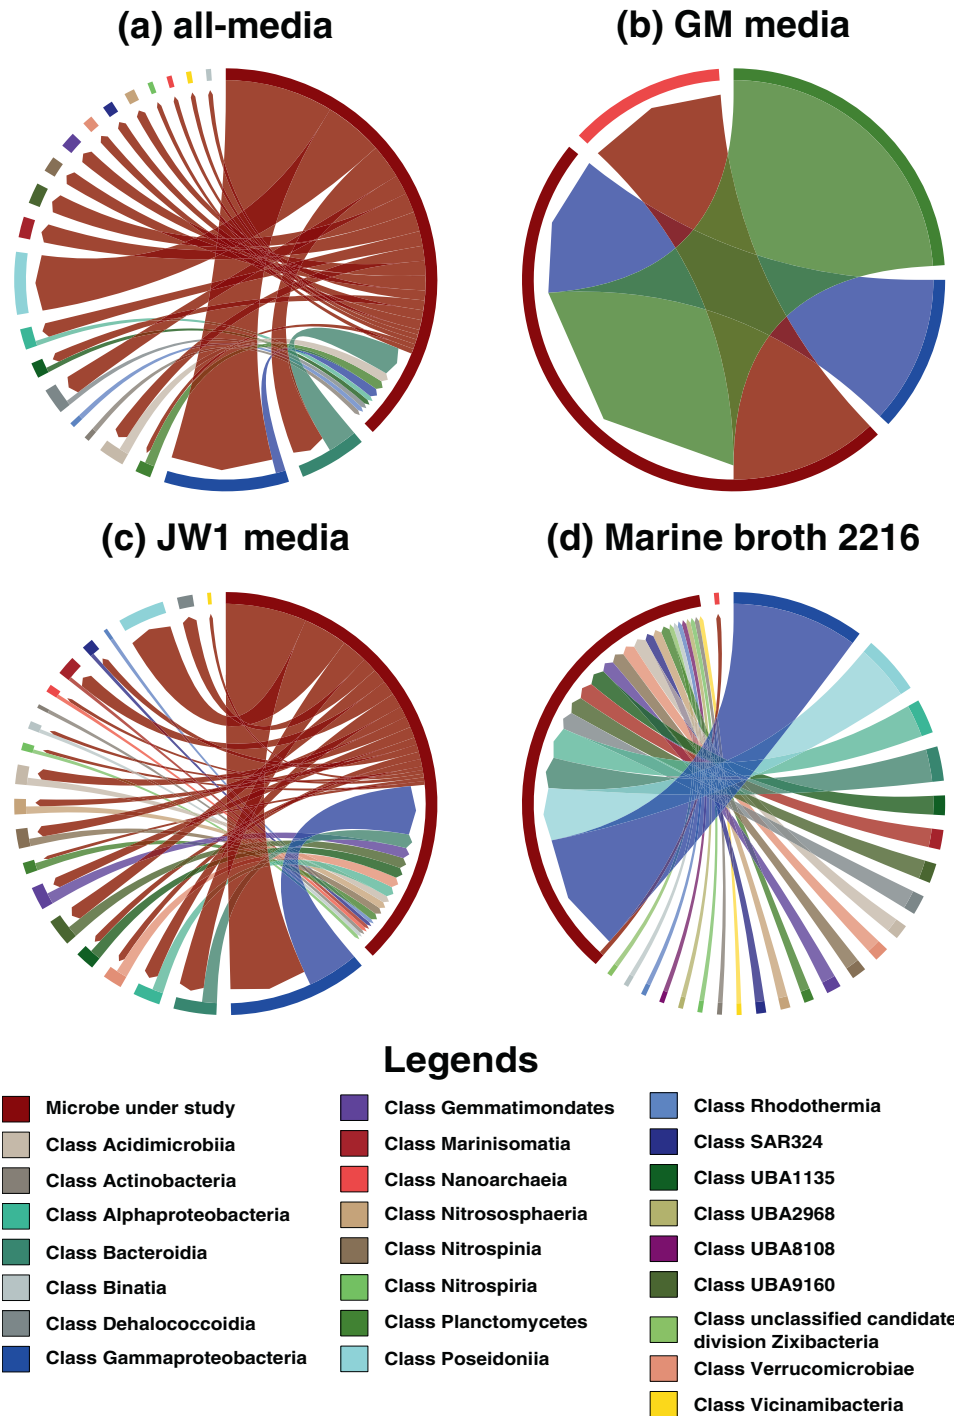 (a) all-media
(b) GM media
(c) JW1 media
(d) Marine broth 2216
Legends
Microbe under study
Class Acidimicrobiia
Class Actinobacteria
Class Alphaproteobacteria
Class Bacteroidia
Class Binatia
Class Dehalococcoidia
Class Gammaproteobacteria
Class Gemmatimondates
Class Marinisomatia
Class Nanoarchaeia
Class Nitrososphaeria
Class Nitrospinia
Class Nitrospiria
Class Planctomycetes
Class Poseidoniia
Class Rhodothermia
Class SAR324
Class UBA1135
Class UBA2968
Class UBA8108
Class UBA9160
Class unclassified candidate
division Zixibacteria
Class Verrucomicrobiae
Class Vicinamibacteria